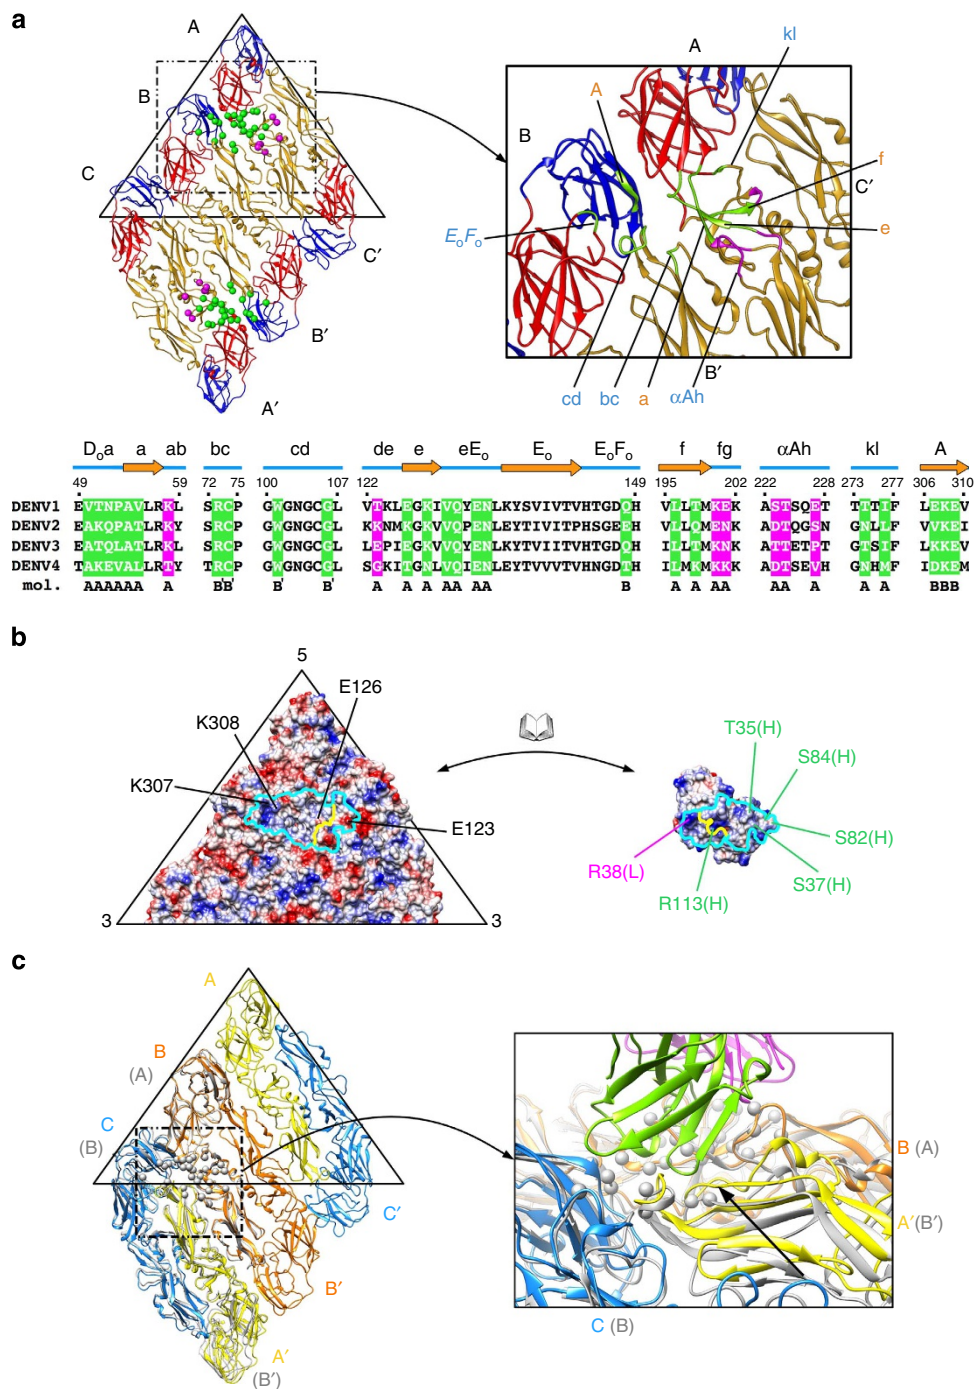 a
A
B
C
C′
B′
A′
A
kl
A
B
f
C′
e
EoFo
cd
bc
a
αAh
B′
Doa a ab bc cd de e eEo Eo EoFo f fg αAh kl A
49 59 72 75 100 107 122 149 195 202 222 228 273 277 306 310
DENV1 EVTNPAVLRKL SRCP GWGNGCGL VTKLEGKIVQYENLKYSVIVTVHTGDQH VLLTMKEK ASTSQET TTTIF LEKEV
DENV2 EAKQPATLRKY SRCP GWGNGCGL KKNMKGKVVQPENLEYTIVITPHSGEEH VLLQMENK ADTQGSN GNLLF VKKEI
DENV3 EATQLATLRKL SRCP GWGNGCGL LEPIEGKVVQYENLKYTVIITVHTGDQH ILLTMKNK ATTETPT GTSIF LKKEV
DENV4 TAKEVALLRTY TRCP GWGNGCGL SGKITGNLVQIENLEYTVVVTVHNGDTH ILMKMKKK ADTSEVH GNHMF IDKEM
mol. AAAAAA A BB' B' B' A A A AA AA B A A AA AA A A A BBB
b
5
E126
K308
K307
E123
3
3
T35(H)
S84(H)
S82(H)
S37(H)
R113(H)
R38(L)
c
A
B
(A)
C
(B)
C′
B′
A′
(B′)
B (A)
A′(B′)
C (B)